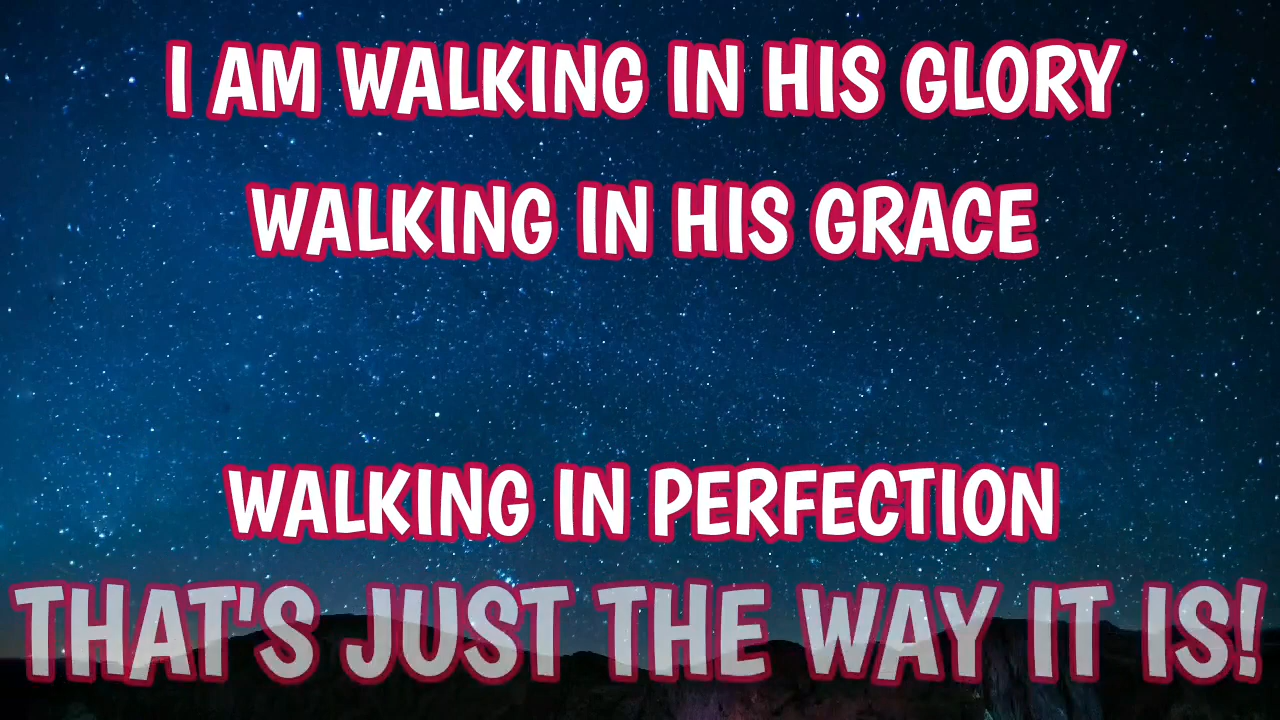 I AM WALKING IN HIS GLORY
WALKING IN HIS GRACE
WALKING IN PERFECTION
THAT'S JUST THE WAY IT IS!